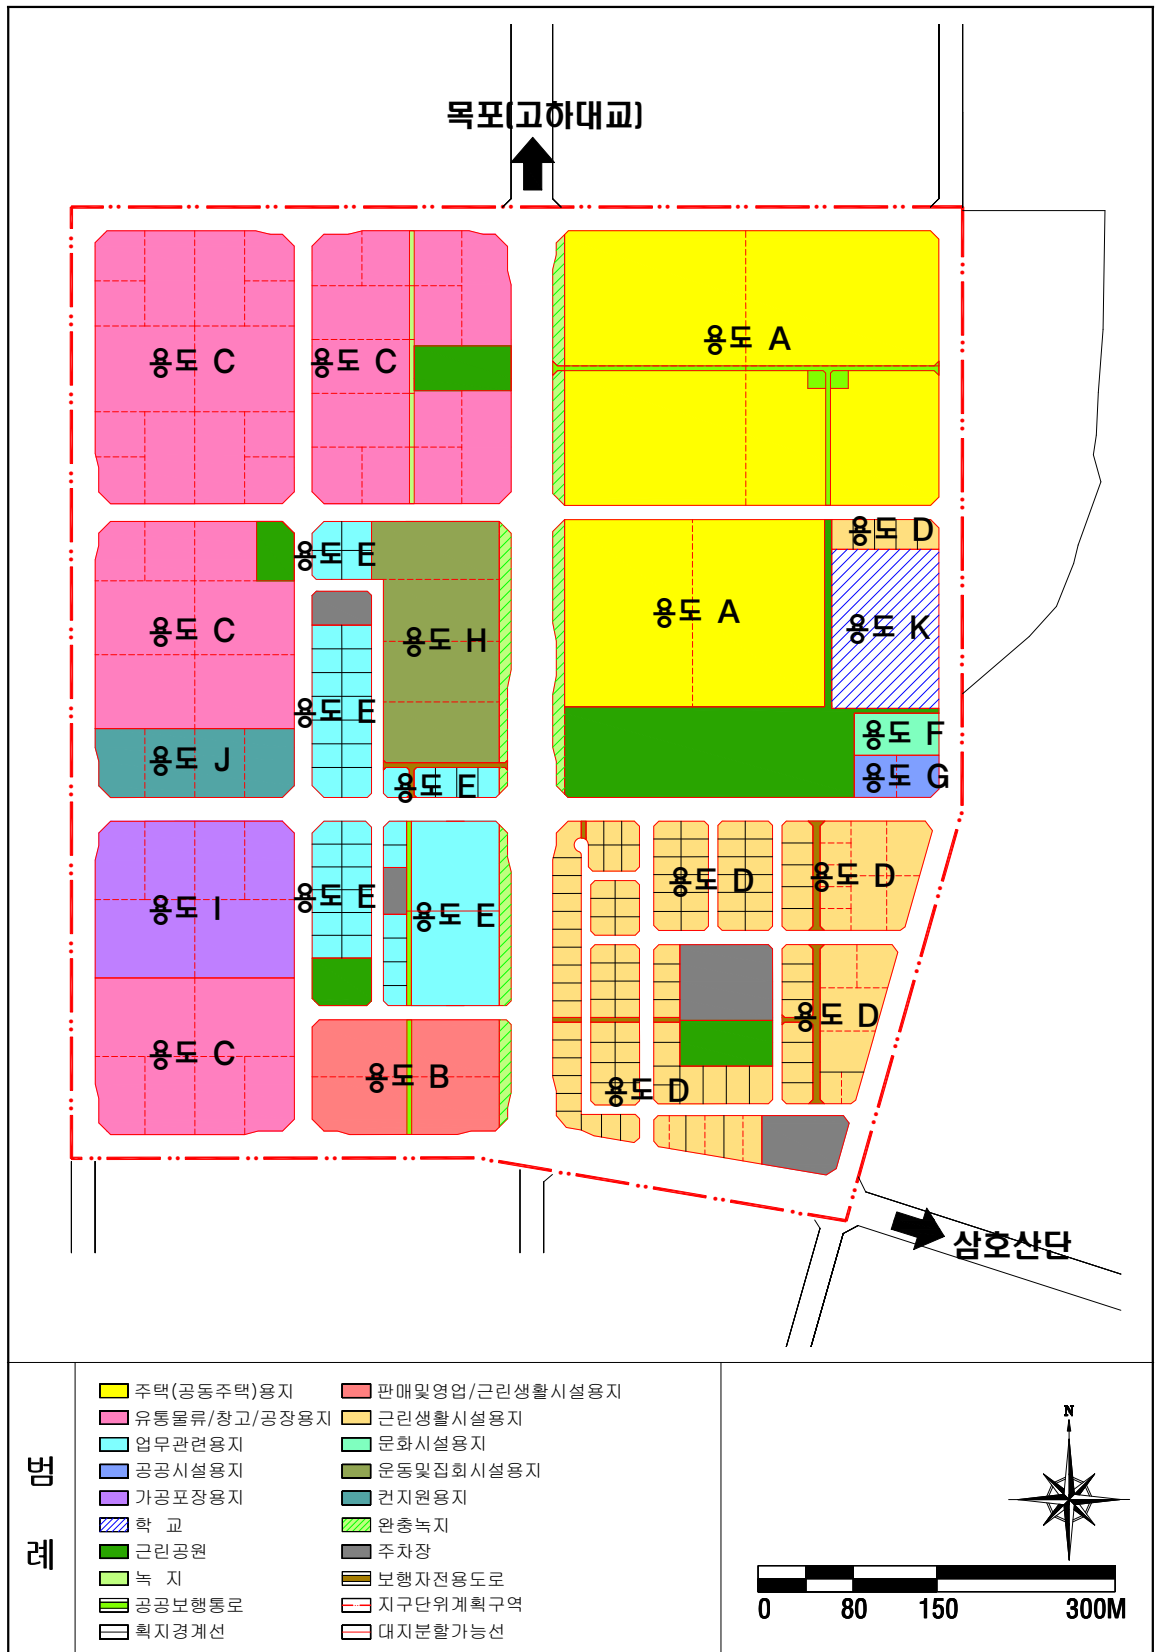 목포(고하대교)
용도 A
용도 C
용도 C
용도 D
용도 E
용도 A
용도 K
용도 C
용도 H
용도 E
용도 F
용도 J
용도 G
용도 E
용도 D
용도 D
용도 E
용도 I
용도 E
용도 D
용도 C
용도 B
용도 D
삼호산단
범 례
주택(공동주택)용지
판매및영업/근린생활시설용지
유통물류/창고/공장용지
근린생활시설용지
업무관련용지
문화시설용지
공공시설용지
운동및집회시설용지
가공포장용지
컨지원용지
학 교
완충녹지
근린공원
주차장
녹 지
보행자전용도로
공공보행통로
지구단위계획구역
획지경계선
대지분할가능선
N
0 80 150 300M